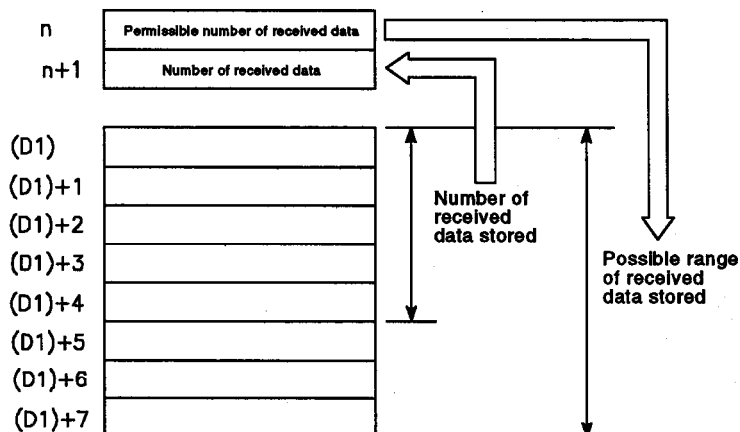 n Permissible number of received data
n+1 Number of received data
(D1)
(D1)+1
(D1)+2
(D1)+3
(D1)+4
(D1)+5
(D1)+6
(D1)+7
Number of
received
data stored
Possible range
of received
data stored